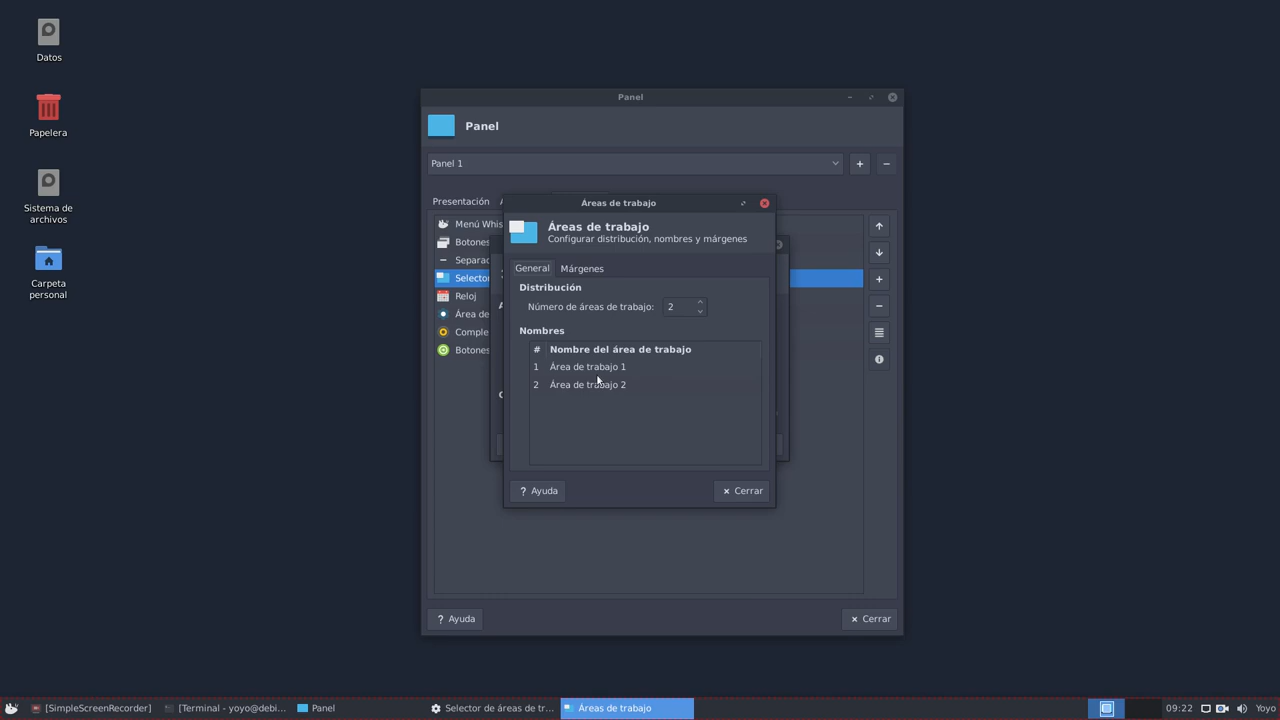 Datos
Papelera
Sistema de
archivos
Carpeta
personal
Panel
Panel
Panel 1
Presentación
Menú Whis
Botones
Separac
Selector
Reloj
Área de
Comple
Botones
Ayuda
Cerrar
Áreas de trabajo
Áreas de trabajo
Configurar distribución, nombres y márgenes
General Márgenes
Distribución
Número de áreas de trabajo: 2
Nombres
# Nombre del área de trabajo
1 Área de trabajo 1
2 Área de trabajo 2
Ayuda
Cerrar
[SimpleScreenRecorder] [Terminal - yoyo@debi... Panel Selector de áreas de tr... Áreas de trabajo 09:22 Yoyo